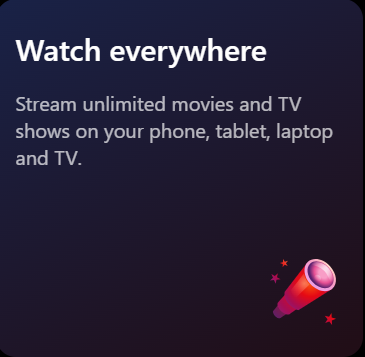 Watch everywhere
Stream unlimited movies and TV
shows on your phone, tablet, laptop
and TV.